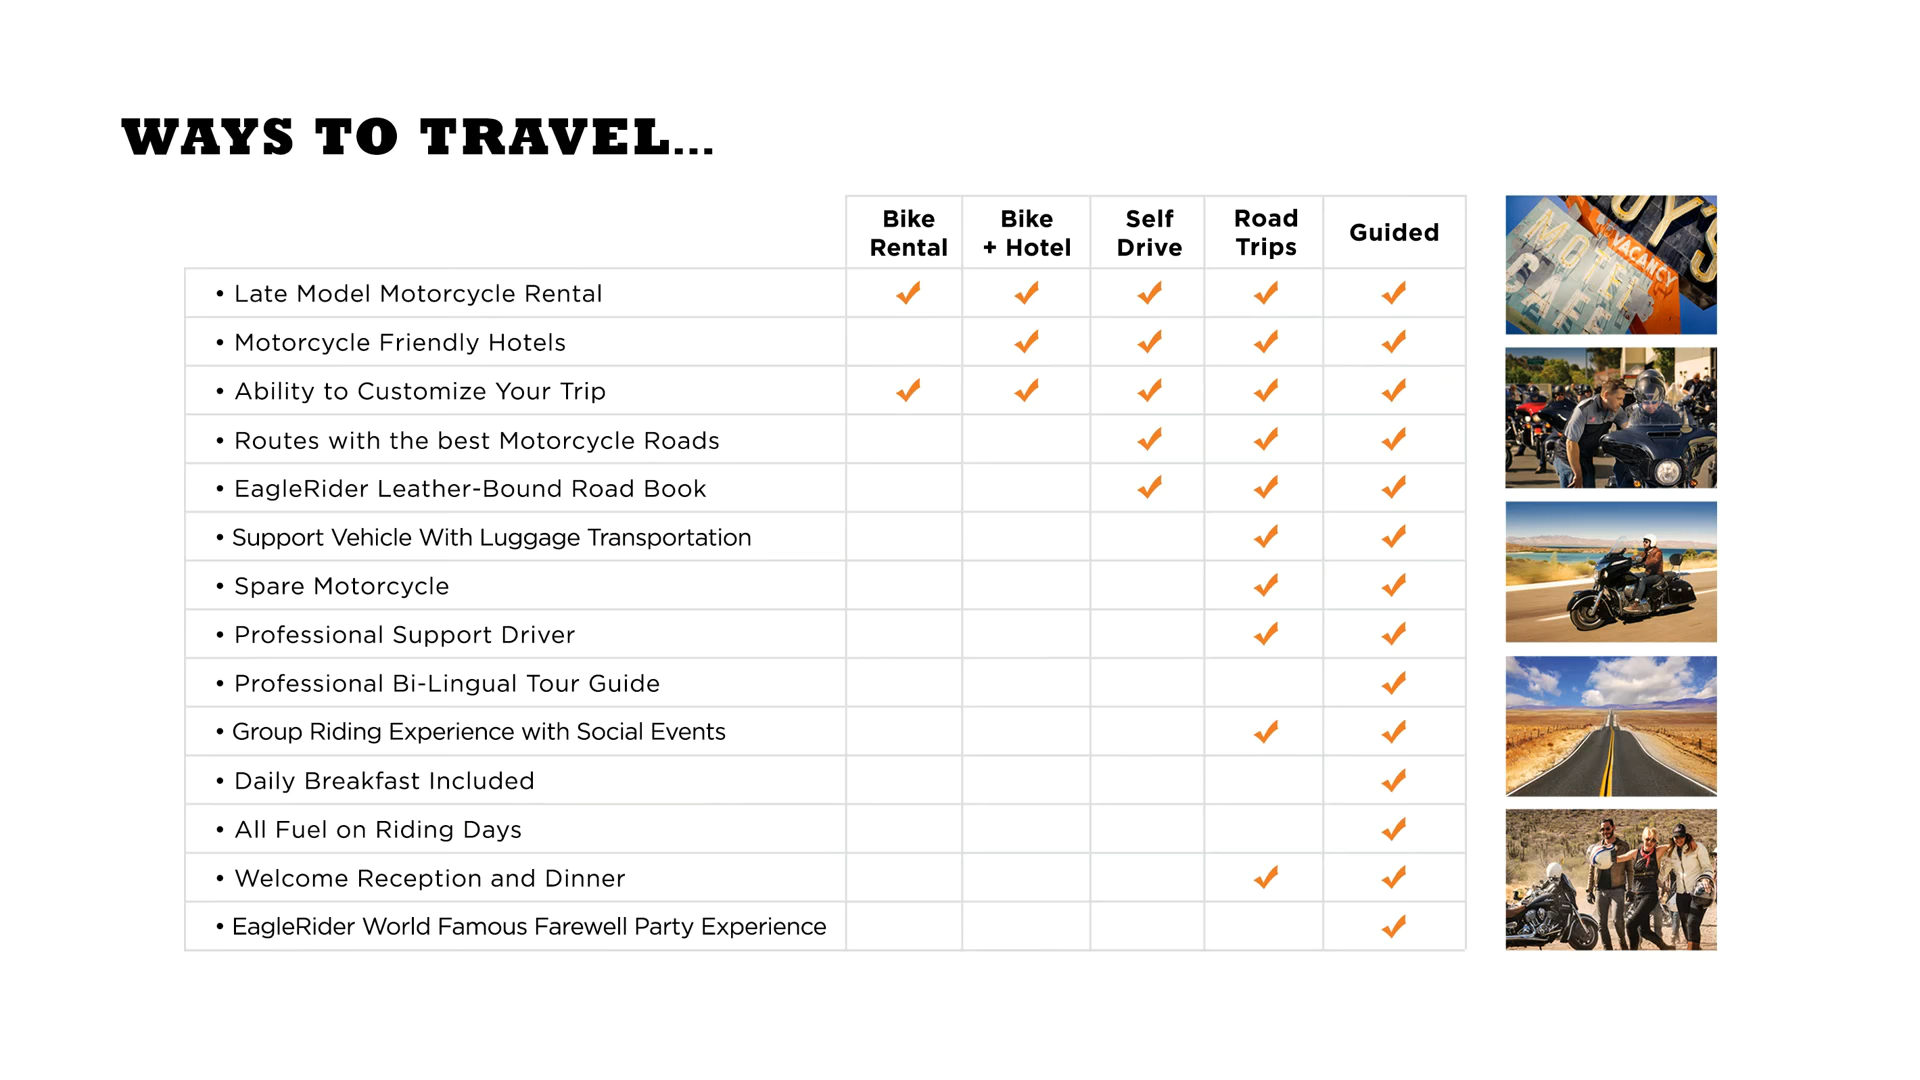 WAYS TO TRAVEL...
Bike Rental
Bike + Hotel
Self Drive
Road Trips
Guided
• Late Model Motorcycle Rental ✓ ✓ ✓ ✓ ✓
• Motorcycle Friendly Hotels ✓ ✓ ✓ ✓
• Ability to Customize Your Trip ✓ ✓ ✓ ✓ ✓
• Routes with the best Motorcycle Roads ✓ ✓ ✓
• EagleRider Leather-Bound Road Book ✓ ✓ ✓
• Support Vehicle With Luggage Transportation ✓ ✓
• Spare Motorcycle ✓ ✓
• Professional Support Driver ✓ ✓
• Professional Bi-Lingual Tour Guide ✓
• Group Riding Experience with Social Events ✓ ✓
• Daily Breakfast Included ✓
• All Fuel on Riding Days ✓
• Welcome Reception and Dinner ✓ ✓
• EagleRider World Famous Farewell Party Experience ✓
OY'S
VACANCY
MOTEL
CAFE